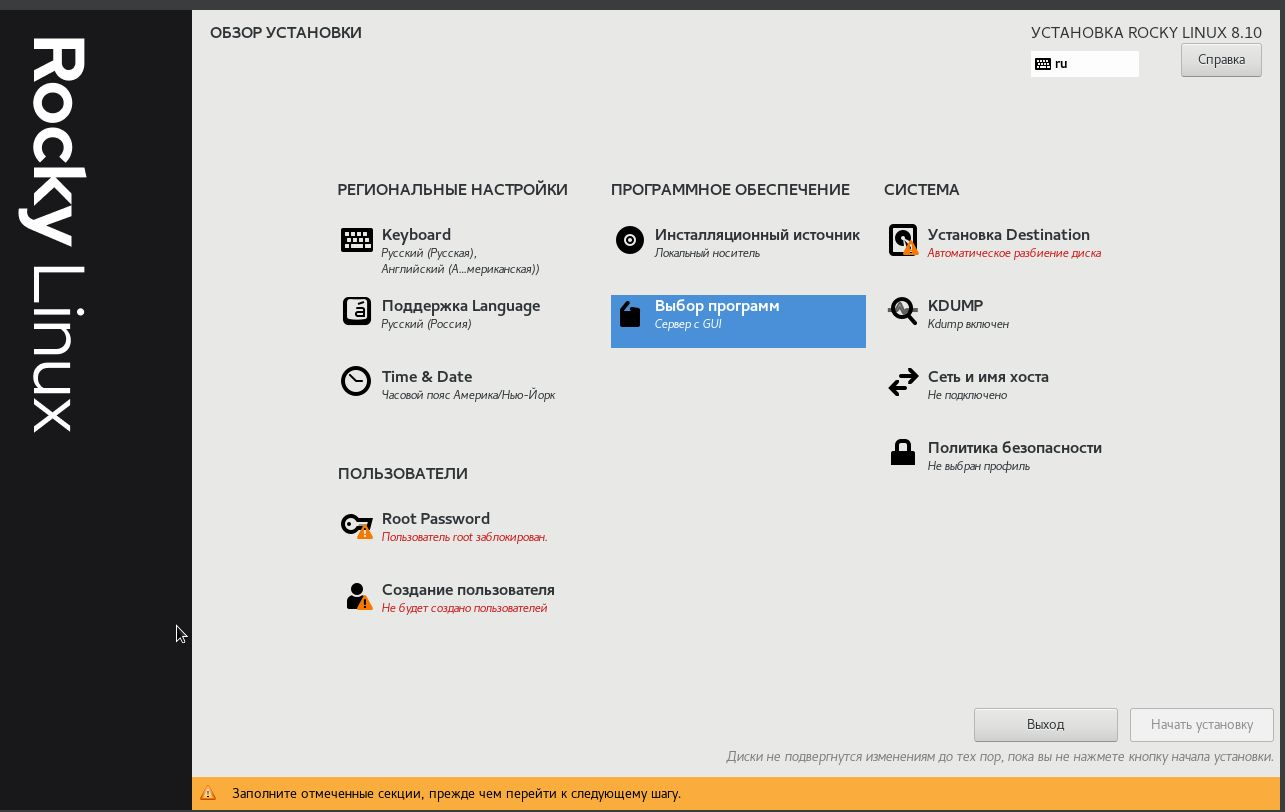 Rocky Linux
ОБЗОР УСТАНОВКИ
УСТАНОВКА ROCKY LINUX 8.10
ru
Справка
РЕГИОНАЛЬНЫЕ НАСТРОЙКИ
Keyboard
Русский (Русская),
Английский (А...мериканская))
Поддержка Language
Русский (Россия)
Time & Date
Часовой пояс Америка/Нью-Йорк
ПРОГРАММНОЕ ОБЕСПЕЧЕНИЕ
Инсталляционный источник
Локальный носитель
Выбор программ
Сервер с GUI
СИСТЕМА
Установка Destination
Автоматическое разбиение диска
KDUMP
Kdump включен
Сеть и имя хоста
Не подключено
Политика безопасности
Не выбран профиль
ПОЛЬЗОВАТЕЛИ
Root Password
Пользователь root заблокирован.
Создание пользователя
Не будет создано пользователей
Выход
Начать установку
Диски не подвергнутся изменениям до тех пор, пока вы не нажмете кнопку начала установки.
Заполните отмеченные секции, прежде чем перейти к следующему шагу.